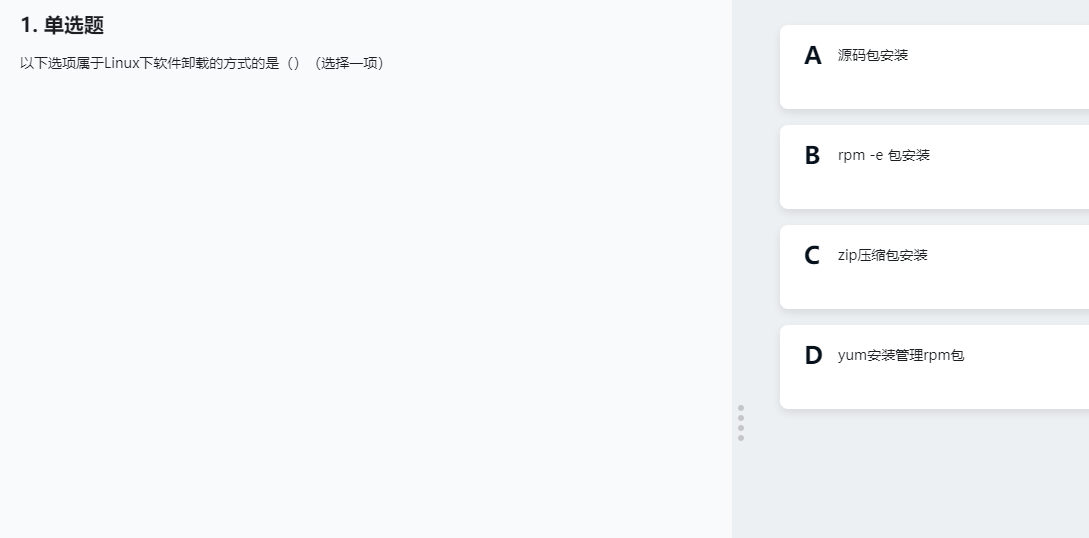 1. 单选题
以下选项属于Linux下软件卸载的方式的是（）（选择一项）
A 源码包安装
B rpm -e 包安装
C zip压缩包安装
D yum安装管理rpm包